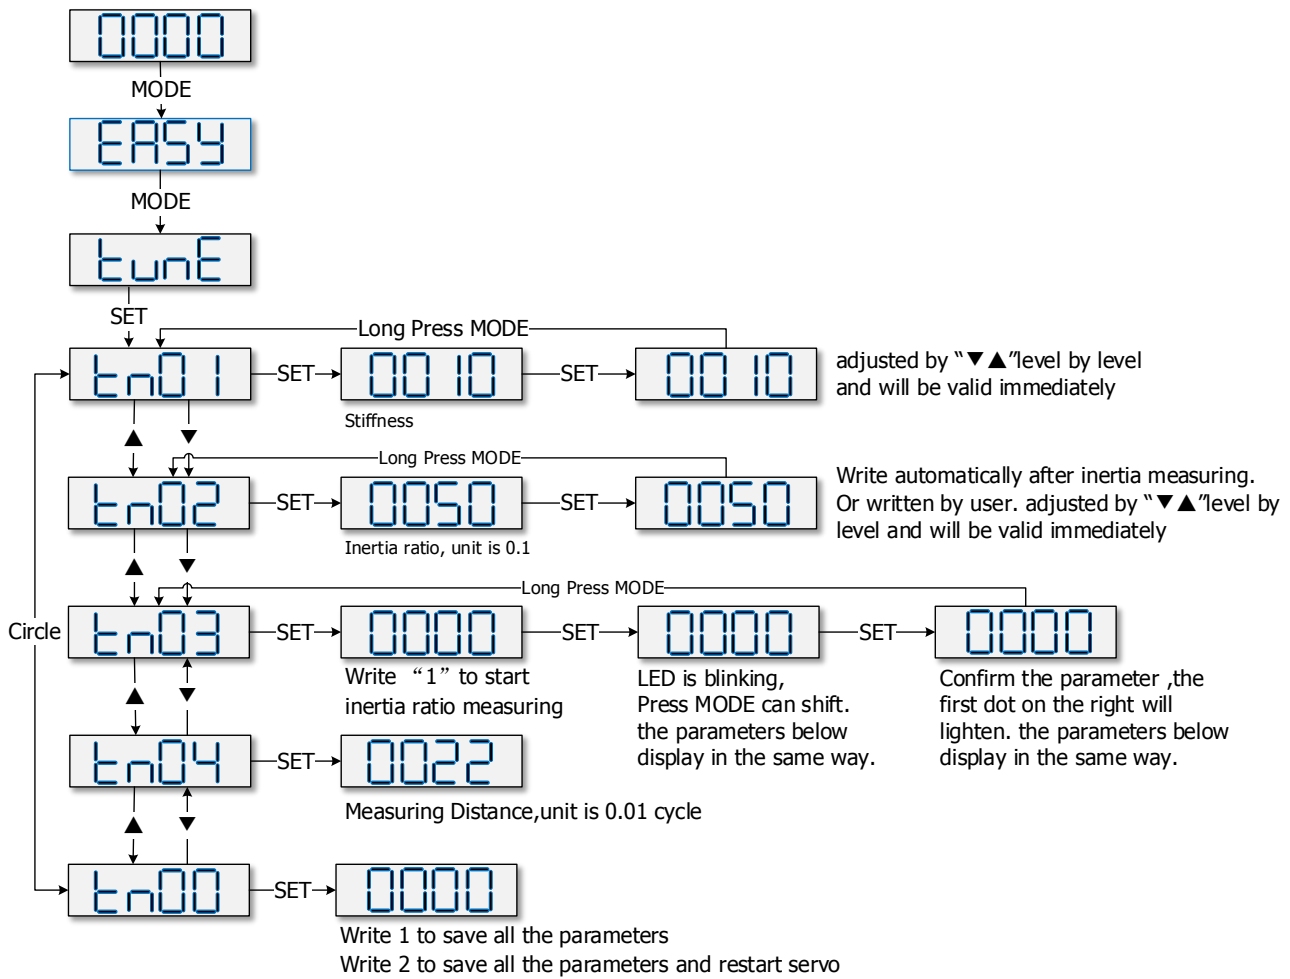 0000
MODE
EASY
MODE
tunE
SET
Long Press MODE
tn01
SET
0010
SET
0010
adjusted by “▼▲”level by level
and will be valid immediately
Stiffness
▲
▼
Long Press MODE
tn02
SET
0050
SET
0050
Write automatically after inertia measuring.
Or written by user. adjusted by “▼▲”level by
level and will be valid immediately
Inertia ratio, unit is 0.1
▲
▼
Long Press MODE
Circle
tn03
SET
0000
SET
0000
SET
0000
Write “1” to start
inertia ratio measuring
LED is blinking,
Press MODE can shift.
the parameters below
display in the same way.
Confirm the parameter ,the
first dot on the right will
lighten. the parameters below
display in the same way.
▲
▼
tn04
SET
0022
Measuring Distance,unit is 0.01 cycle
▲
▼
tn00
SET
0000
Write 1 to save all the parameters
Write 2 to save all the parameters and restart servo